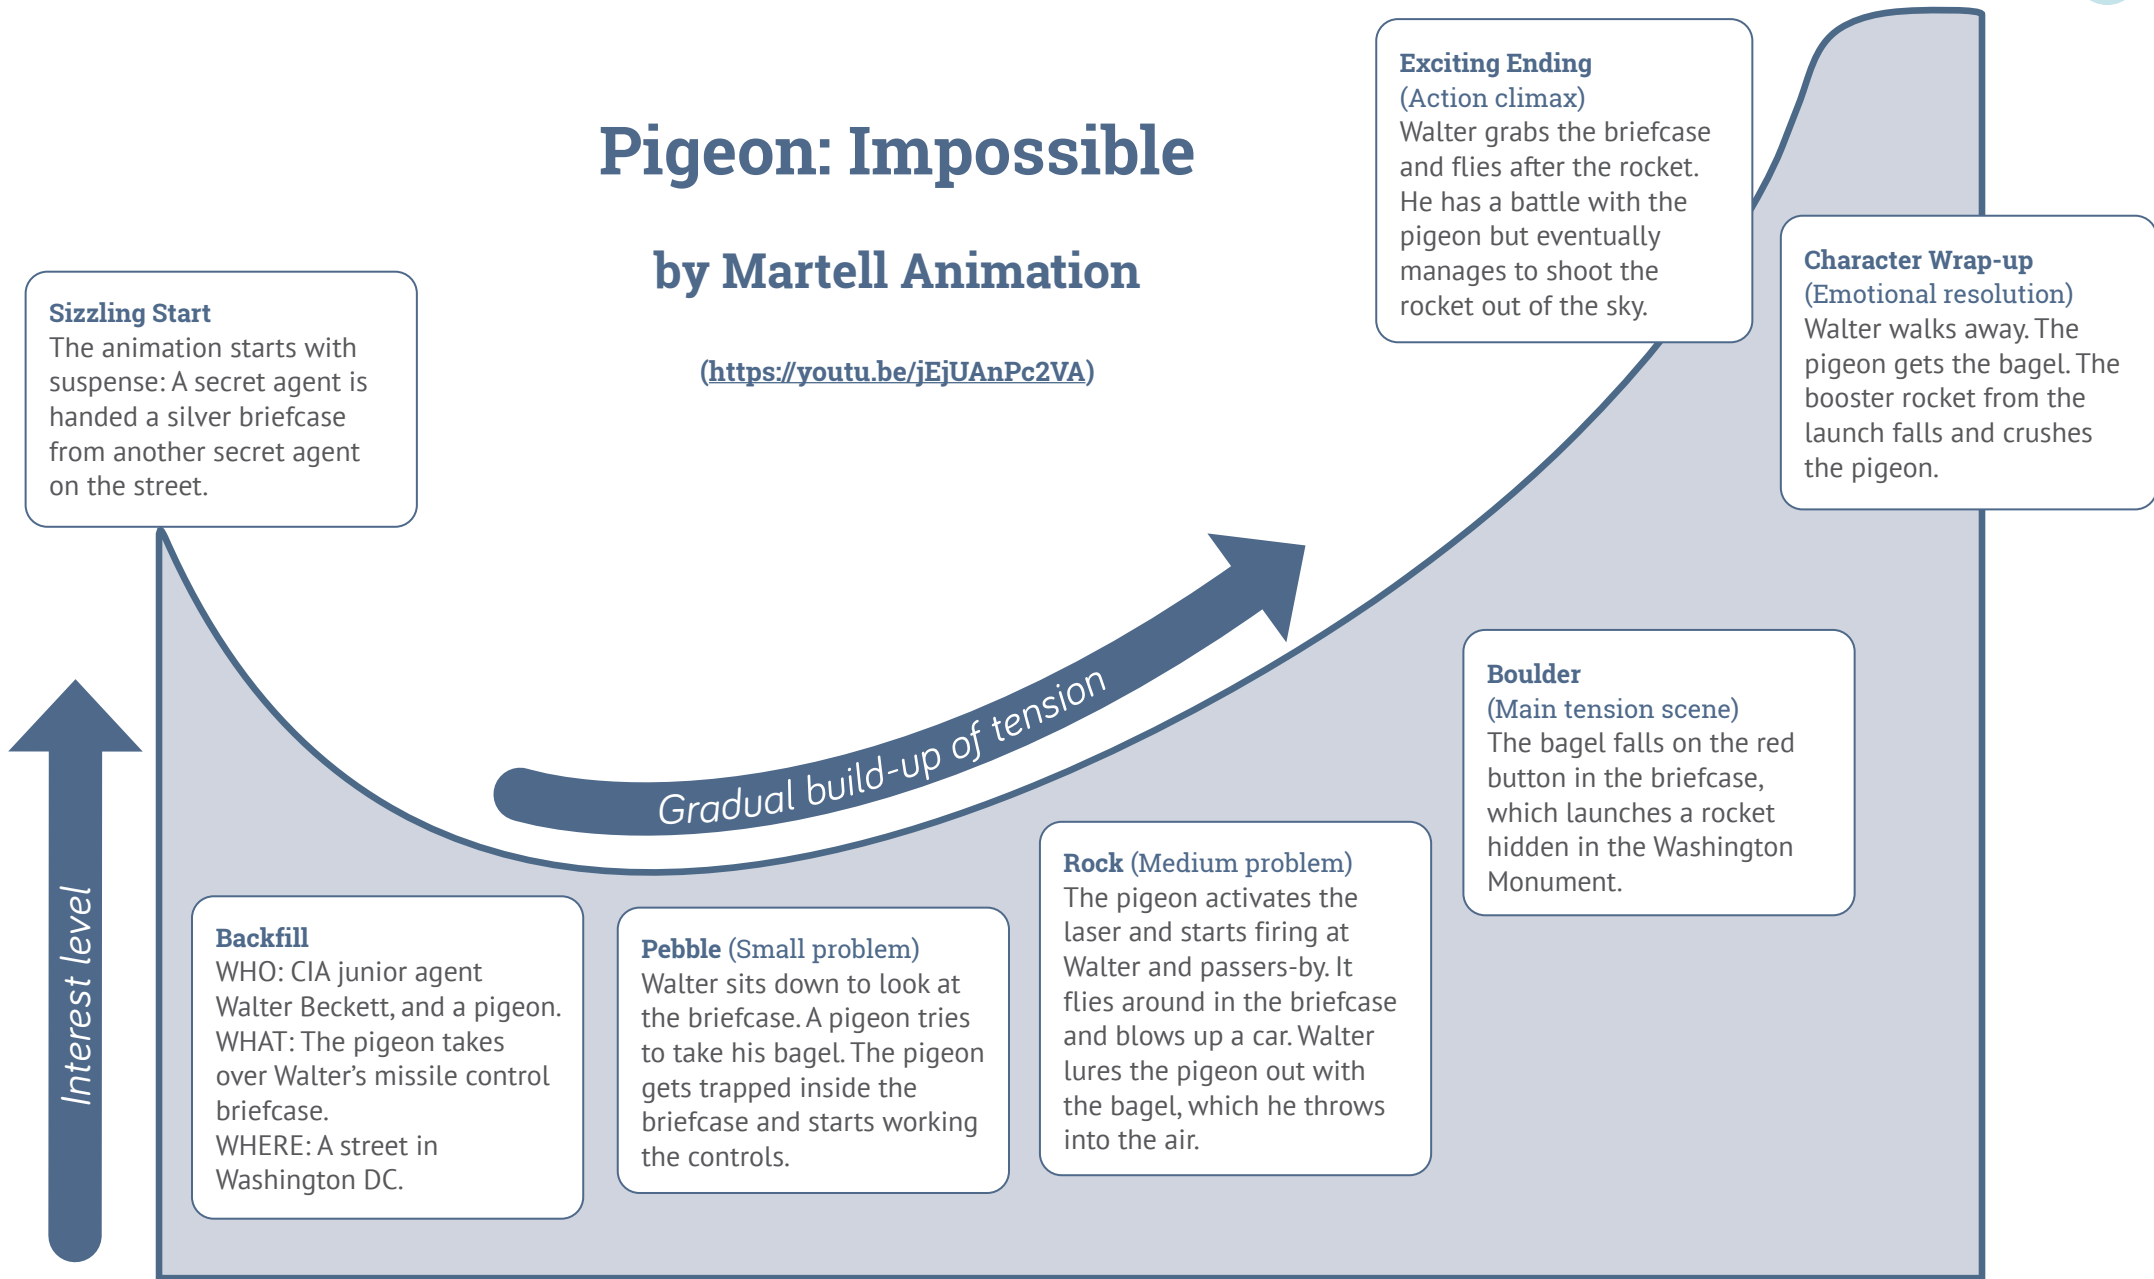 Pigeon: Impossible
by Martell Animation
(https://youtu.be/jEjUAnPc2VA)
Sizzling Start
The animation starts with
suspense: A secret agent is
handed a silver briefcase
from another secret agent
on the street.
Interest level
Backfill
WHO: CIA junior agent
Walter Beckett, and a pigeon.
WHAT: The pigeon takes
over Walter’s missile control
briefcase.
WHERE: A street in
Washington DC.
Gradual build-up of tension
Pebble (Small problem)
Walter sits down to look at
the briefcase. A pigeon tries
to take his bagel. The pigeon
gets trapped inside the
briefcase and starts working
the controls.
Rock (Medium problem)
The pigeon activates the
laser and starts firing at
Walter and passers-by. It
flies around in the briefcase
and blows up a car. Walter
lures the pigeon out with
the bagel, which he throws
into the air.
Boulder
(Main tension scene)
The bagel falls on the red
button in the briefcase,
which launches a rocket
hidden in the Washington
Monument.
Exciting Ending
(Action climax)
Walter grabs the briefcase
and flies after the rocket.
He has a battle with the
pigeon but eventually
manages to shoot the
rocket out of the sky.
Character Wrap-up
(Emotional resolution)
Walter walks away. The
pigeon gets the bagel. The
booster rocket from the
launch falls and crushes
the pigeon.